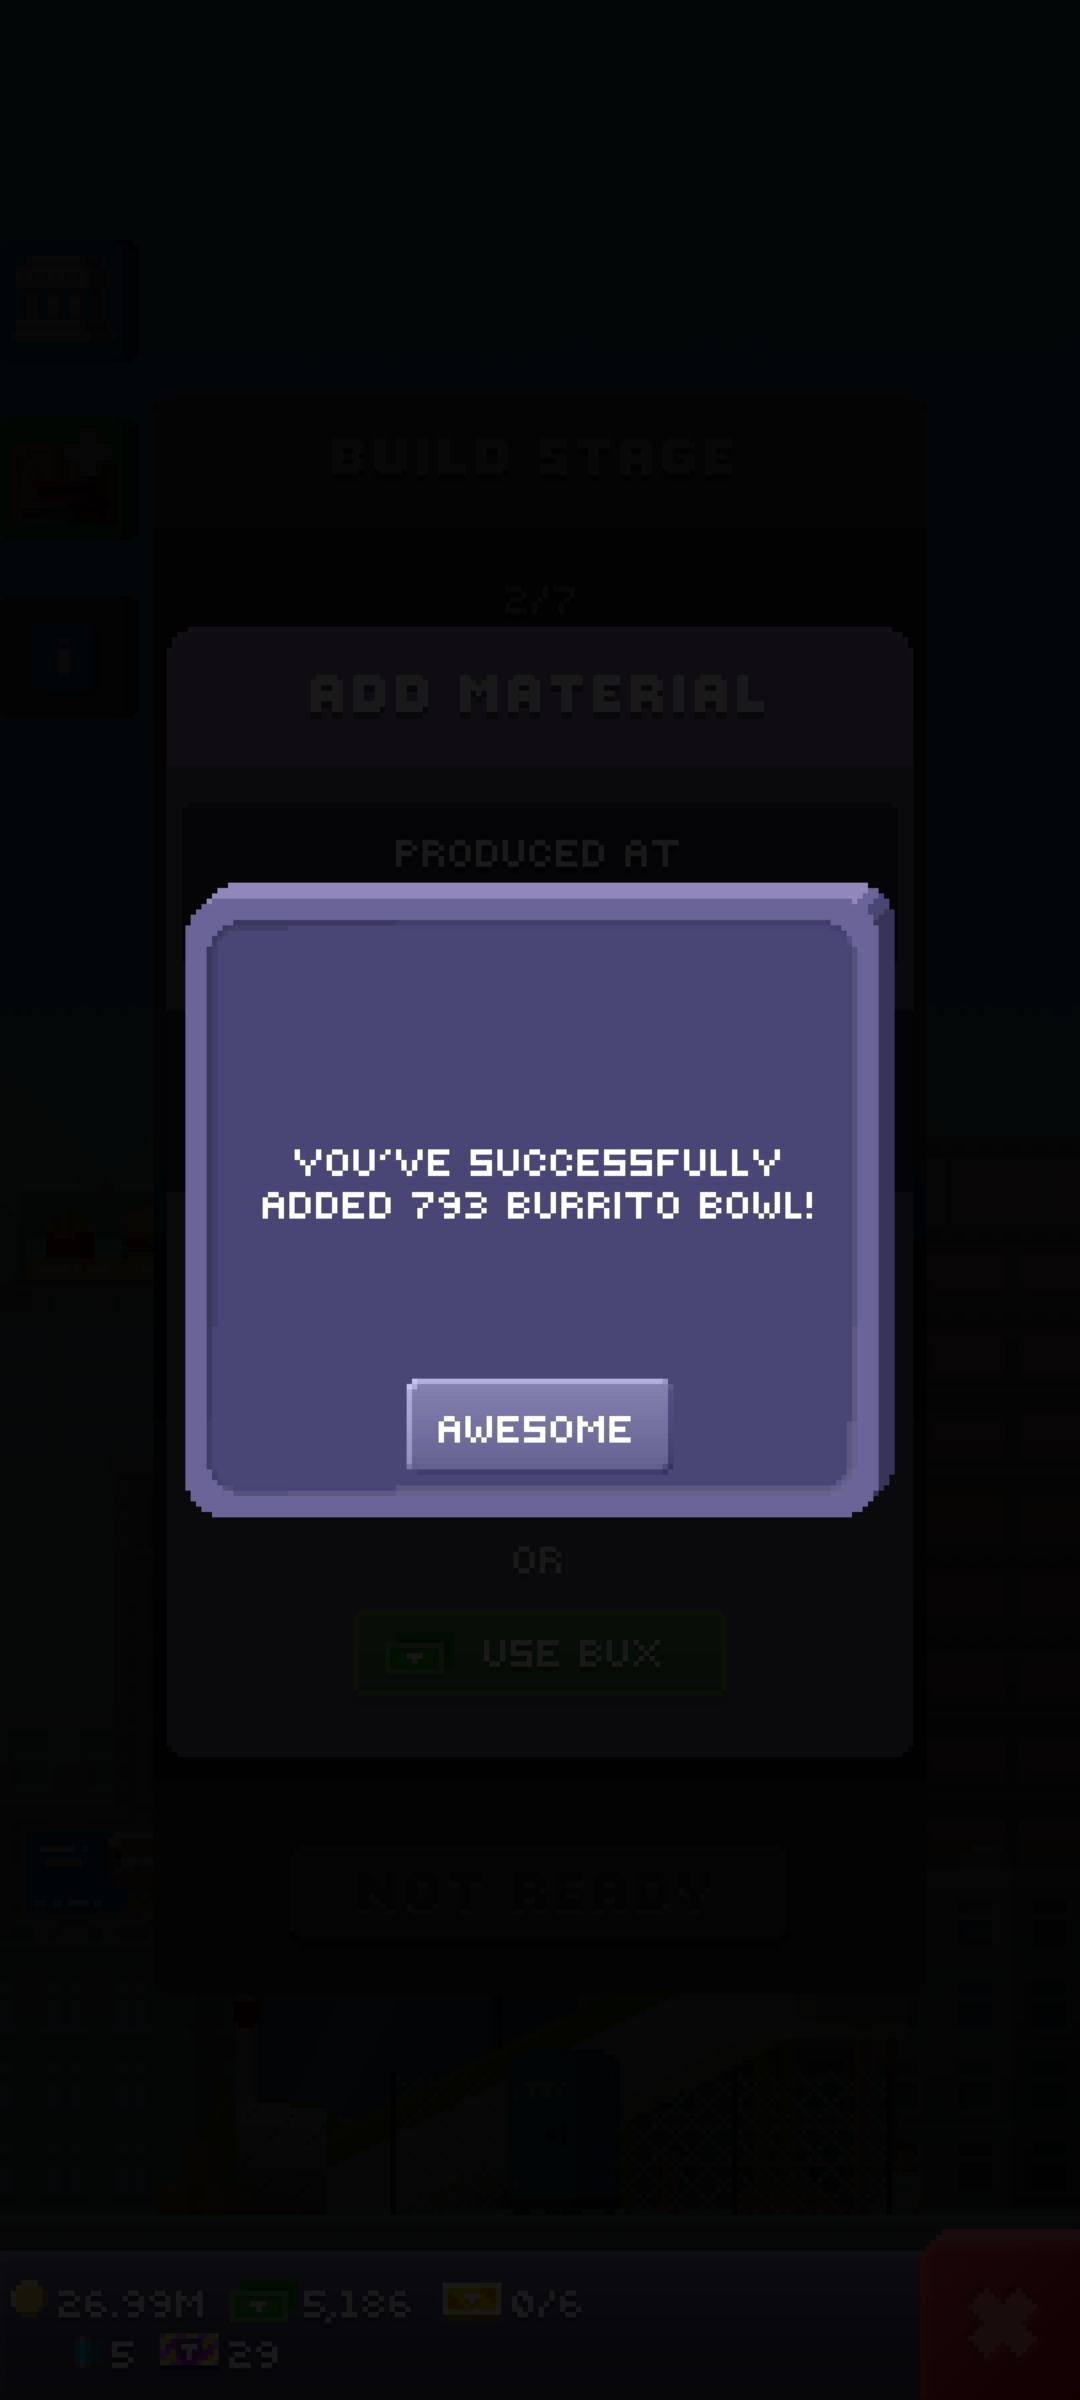 BUILD STAGE
2/7
i
ADD MATERIAL
PRODUCED AT
YOU'VE SUCCESSFULLY
ADDED 793 BURRITO BOWL!
AWESOME
OR
USE BUX
NOT READY
26.99M 5,186 0/6
5 T 29